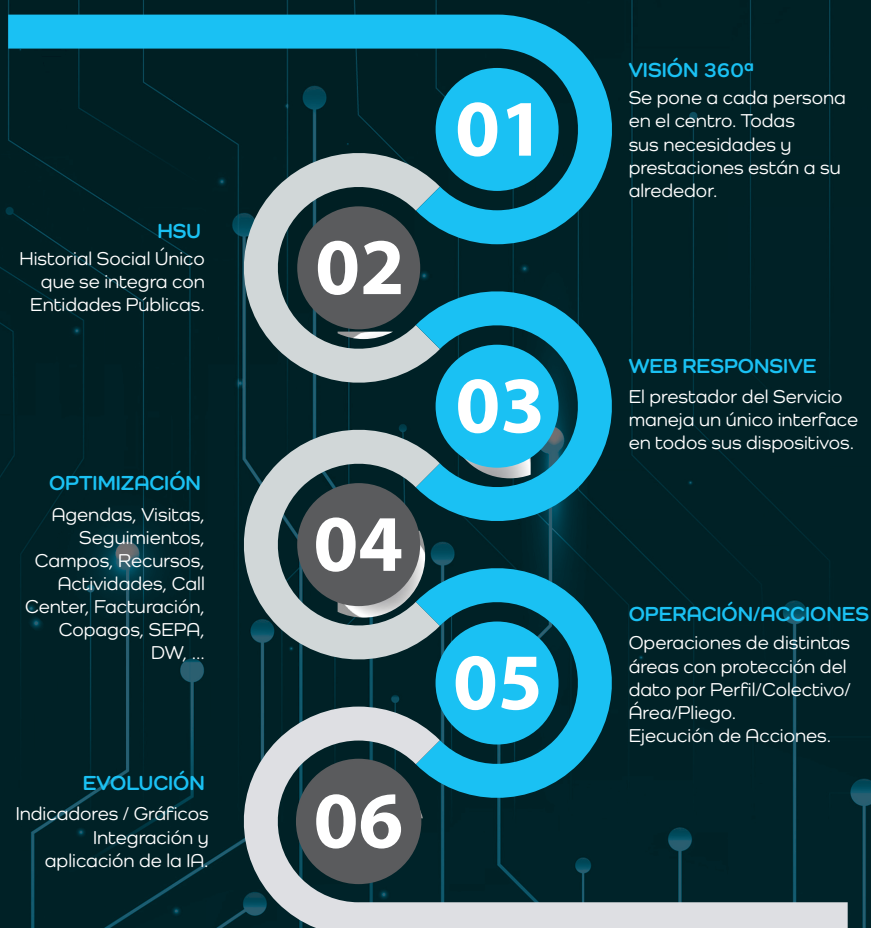 01
VISIÓN 360º
Se pone a cada persona
en el centro. Todas
sus necesidades y
prestaciones están a su
alrededor.
02
HSU
Historial Social Único
que se integra con
Entidades Públicas.
03
WEB RESPONSIVE
El prestador del Servicio
maneja un único interface
en todos sus dispositivos.
04
OPTIMIZACIÓN
Agendas, Visitas,
Seguimientos,
Campos, Recursos,
Actividades, Call
Center, Facturación,
Copagos, SEPA,
DW, ...
05
OPERACIÓN/ACCIONES
Operaciones de distintas
áreas con protección del
dato por Perfil/Colectivo/
Área/Pliego.
Ejecución de Acciones.
06
EVOLUCIÓN
Indicadores / Gráficos
Integración y
aplicación de la IA.